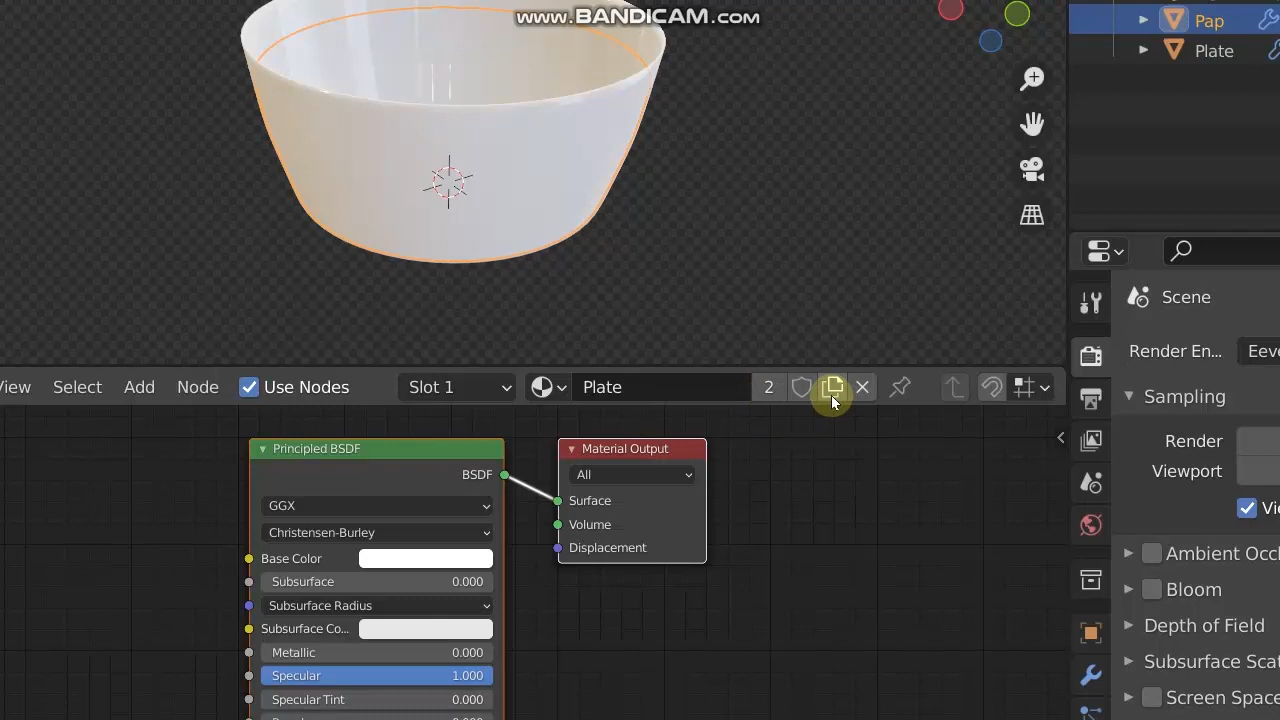 www.BANDICAM.com
Pap
Plate
Scene
Render En...
Eeve
Sampling
Render
Viewport
Vi
Ambient Occl
Bloom
Depth of Field
Subsurface Scat
Screen Space
View
Select
Add
Node
Use Nodes
Slot 1
Plate
2
Principled BSDF
BSDF
GGX
Christensen-Burley
Base Color
Subsurface 0.000
Subsurface Radius
Subsurface Co...
Metallic 0.000
Specular 1.000
Specular Tint 0.000
Material Output
All
Surface
Volume
Displacement